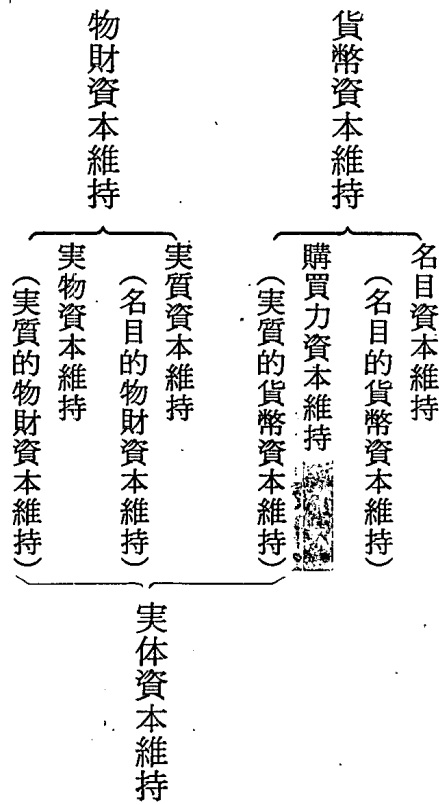 貨幣資本維持
名目資本維持
（名目的貨幣資本維持）
購買力資本維持
（実質的貨幣資本維持）
物財資本維持
実質資本維持
（名目的物財資本維持）
実物資本維持
（実質的物財資本維持）
実体資本維持